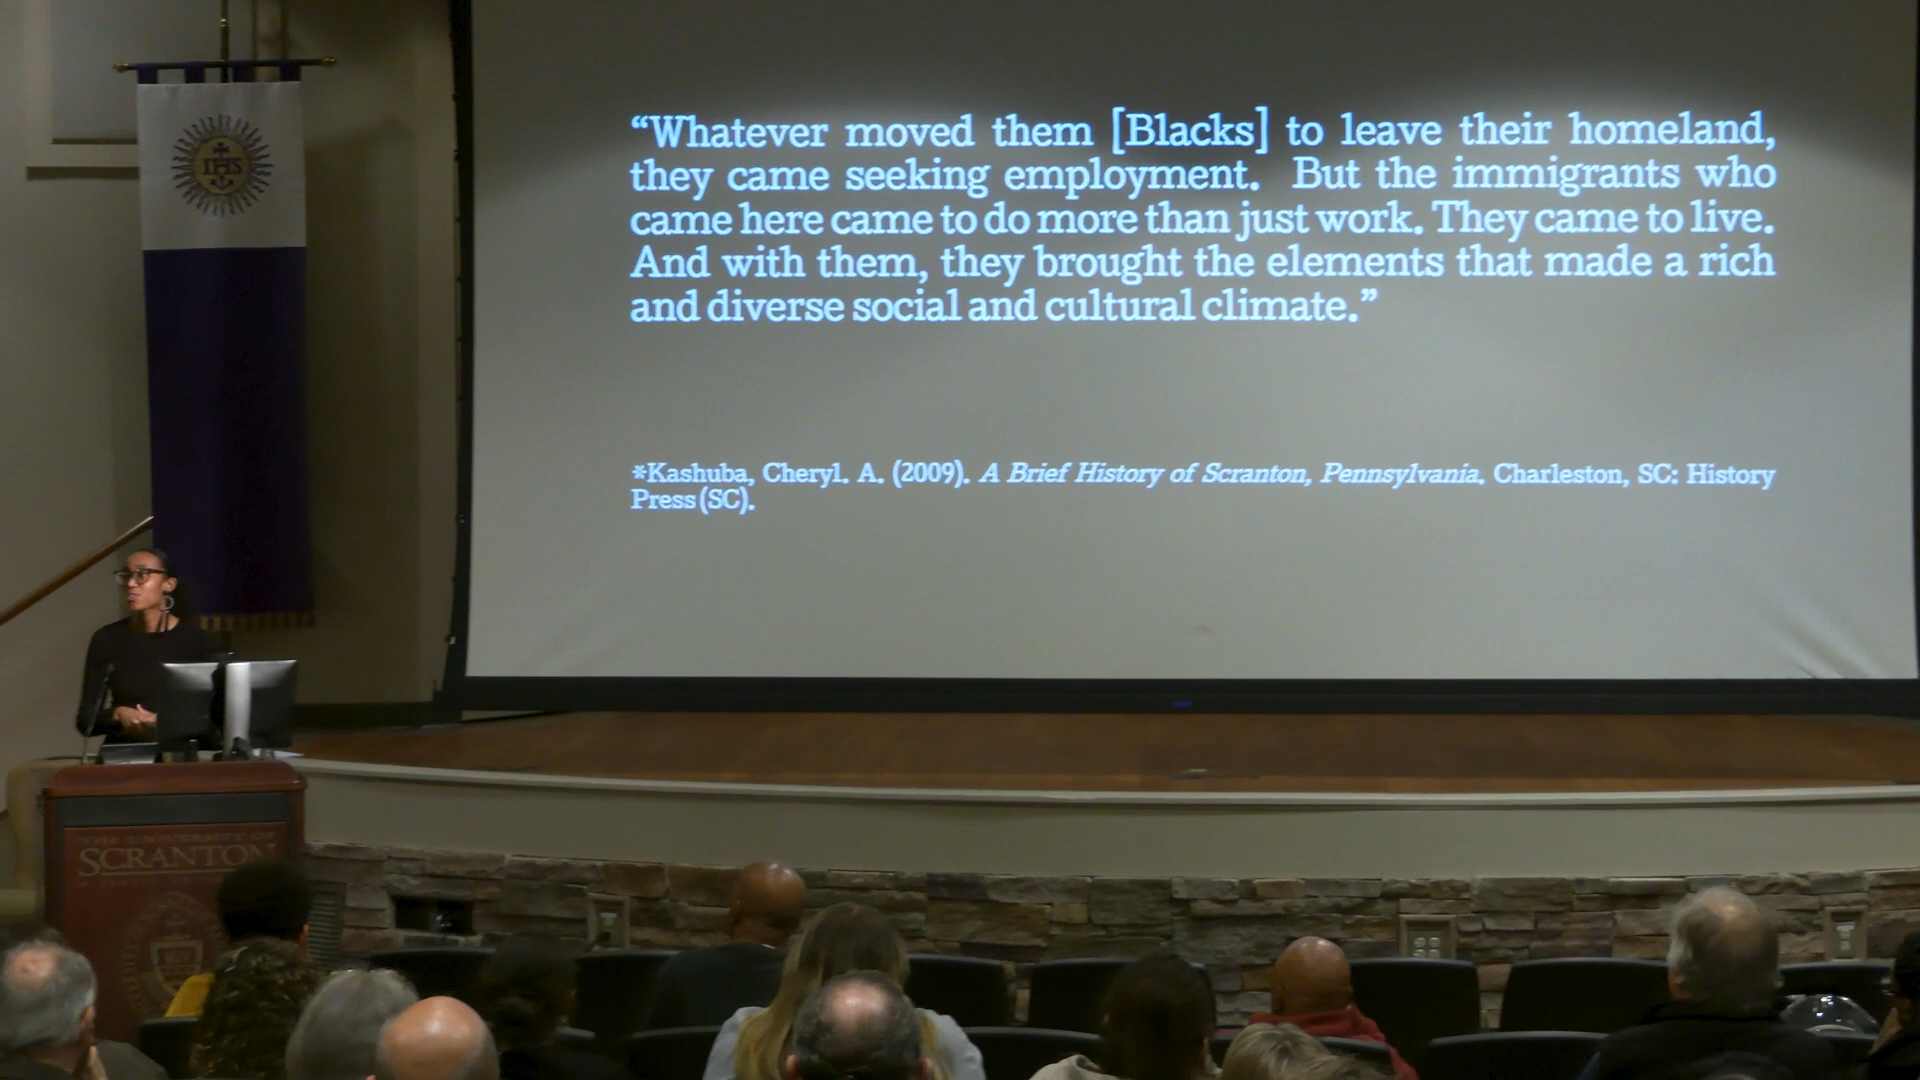 IHS
“Whatever moved them [Blacks] to leave their homeland,
they came seeking employment. But the immigrants who
came here came to do more than just work. They came to live.
And with them, they brought the elements that made a rich
and diverse social and cultural climate.”
*Kashuba, Cheryl. A. (2009). A Brief History of Scranton, Pennsylvania. Charleston, SC: History
Press (SC).
THE UNIVERSITY OF
SCRANTON